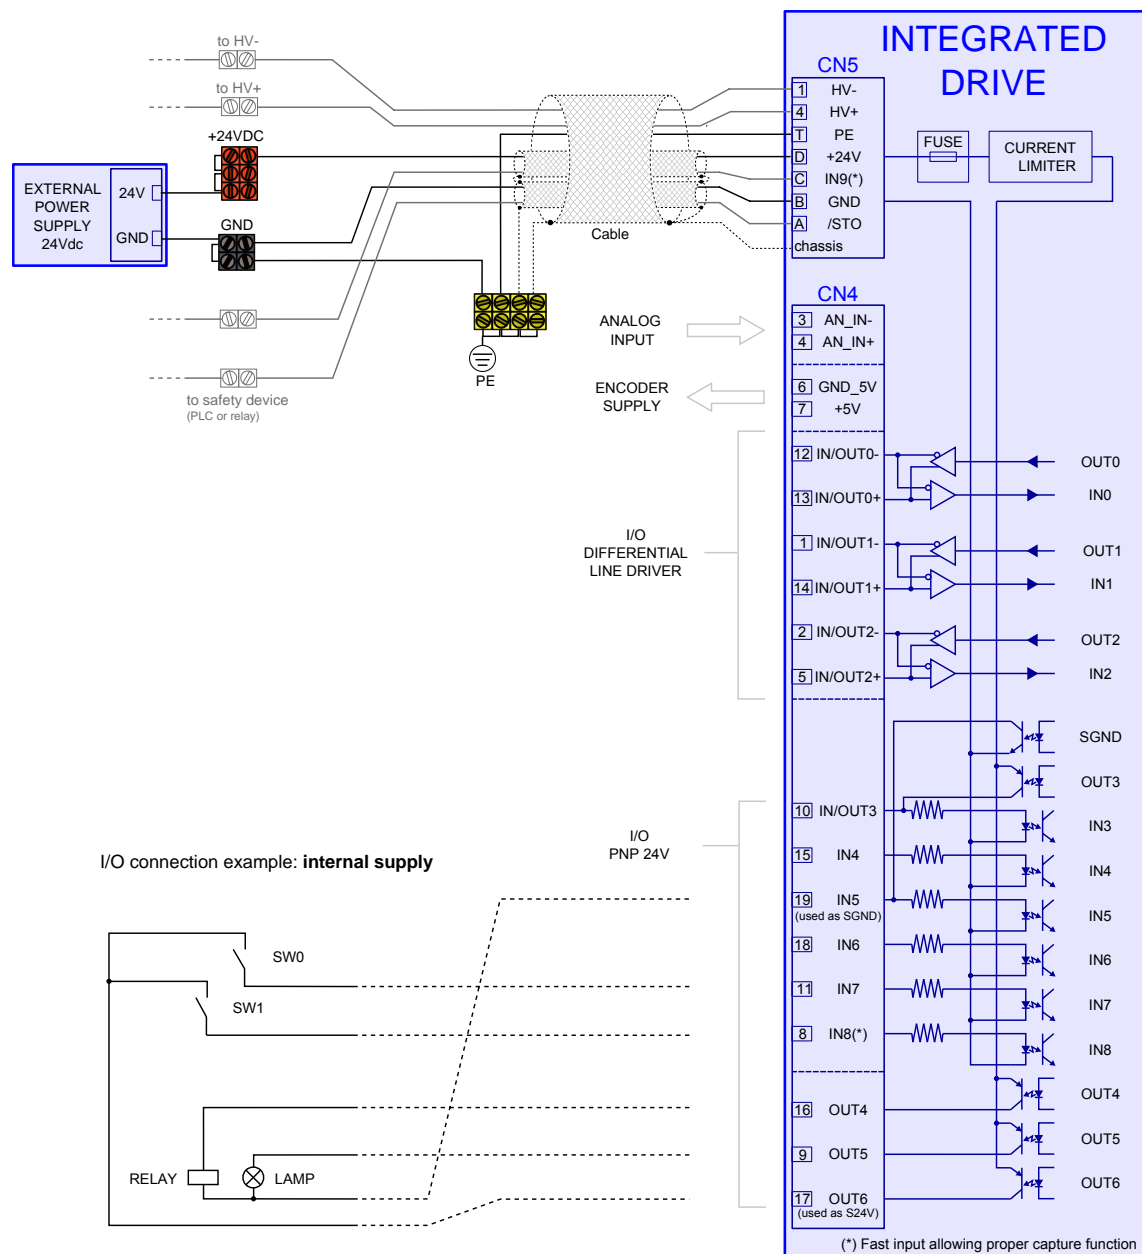 INTEGRATED
DRIVE
to HV-
to HV+
+24VDC
EXTERNAL
POWER
SUPPLY
24Vdc
24V
GND
GND
Cable
to safety device
(PLC or relay)
PE
CN5
1 HV-
4 HV+
T PE
D +24V
C IN9(*)
B GND
A /STO
chassis
FUSE
CURRENT
LIMITER
CN4
ANALOG
INPUT
3 AN_IN-
4 AN_IN+
ENCODER
SUPPLY
6 GND_5V
7 +5V
I/O
DIFFERENTIAL
LINE DRIVER
12 IN/OUT0-
13 IN/OUT0+
1 IN/OUT1-
14 IN/OUT1+
2 IN/OUT2-
5 IN/OUT2+
OUT0
IN0
OUT1
IN1
OUT2
IN2
I/O
PNP 24V
10 IN/OUT3
15 IN4
19 IN5
(used as SGND)
18 IN6
11 IN7
8 IN8(*)
16 OUT4
9 OUT5
17 OUT6
(used as S24V)
SGND
OUT3
IN3
IN4
IN5
IN6
IN7
IN8
OUT4
OUT5
OUT6
I/O connection example: internal supply
SW0
SW1
RELAY
LAMP
(*) Fast input allowing proper capture function